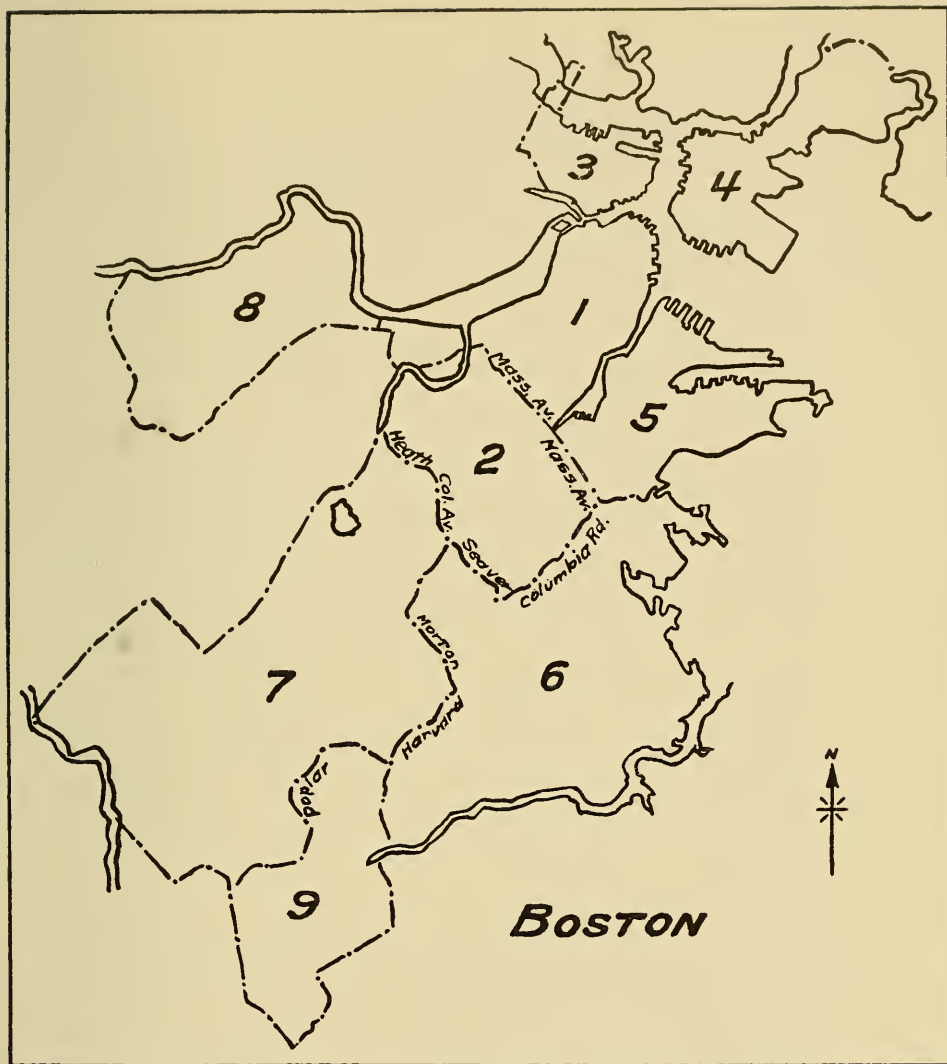 3
4
8
1
Mass. Av.
5
2
Mass. Av.
Heath
Col. Av.
Seaver
Columbia Rd.
Morton
7
6
Harvard
Poplar
N
9
BOSTON